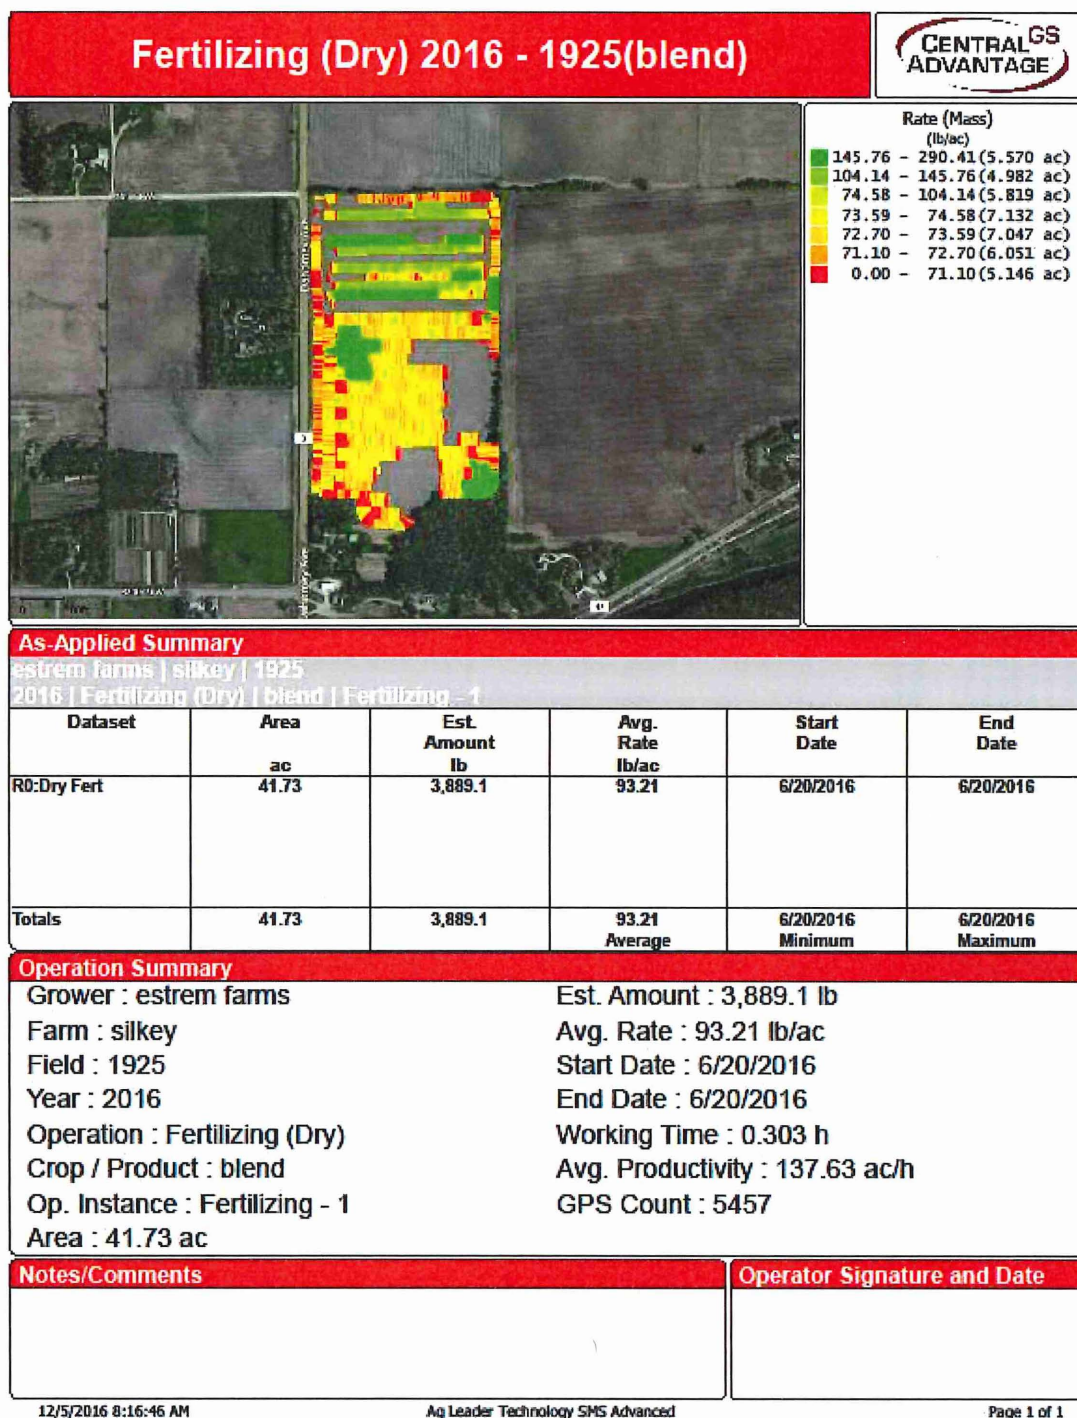 Fertilizing (Dry) 2016 - 1925(blend)
CENTRAL GS
ADVANTAGE
Rate (Mass)
(lb/ac)
145.76 - 290.41(5.570 ac)
104.14 - 145.76(4.982 ac)
74.58 - 104.14(5.819 ac)
73.59 - 74.58(7.132 ac)
72.70 - 73.59(7.047 ac)
71.10 - 72.70(6.051 ac)
0.00 - 71.10(5.146 ac)
As-Applied Summary
estrem farms | silkey | 1925
2016 | Fertilizing (Dry) | blend | Fertilizing - 1
Dataset Area Est. Avg. Start End
Amount Rate Date Date
ac lb lb/ac
R0:Dry Fert 41.73 3,889.1 93.21 6/20/2016 6/20/2016
Totals 41.73 3,889.1 93.21 6/20/2016 6/20/2016
Average Minimum Maximum
Operation Summary
Grower : estrem farms Est. Amount : 3,889.1 lb
Farm : silkey Avg. Rate : 93.21 lb/ac
Field : 1925 Start Date : 6/20/2016
Year : 2016 End Date : 6/20/2016
Operation : Fertilizing (Dry) Working Time : 0.303 h
Crop / Product : blend Avg. Productivity : 137.63 ac/h
Op. Instance : Fertilizing - 1 GPS Count : 5457
Area : 41.73 ac
Notes/Comments Operator Signature and Date
12/5/2016 8:16:46 AM Ag Leader Technology SMS Advanced Page 1 of 1